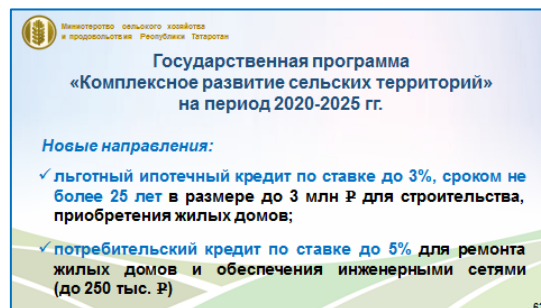 Министерство сельского хозяйства
и продовольствия Республики Татарстан
Государственная программа
«Комплексное развитие сельских территорий»
на период 2020-2025 гг.
Новые направления:
✓ льготный ипотечный кредит по ставке до 3%, сроком не
более 25 лет в размере до 3 млн ₽ для строительства,
приобретения жилых домов;
✓ потребительский кредит по ставке до 5% для ремонта
жилых домов и обеспечения инженерными сетями
(до 250 тыс. ₽)